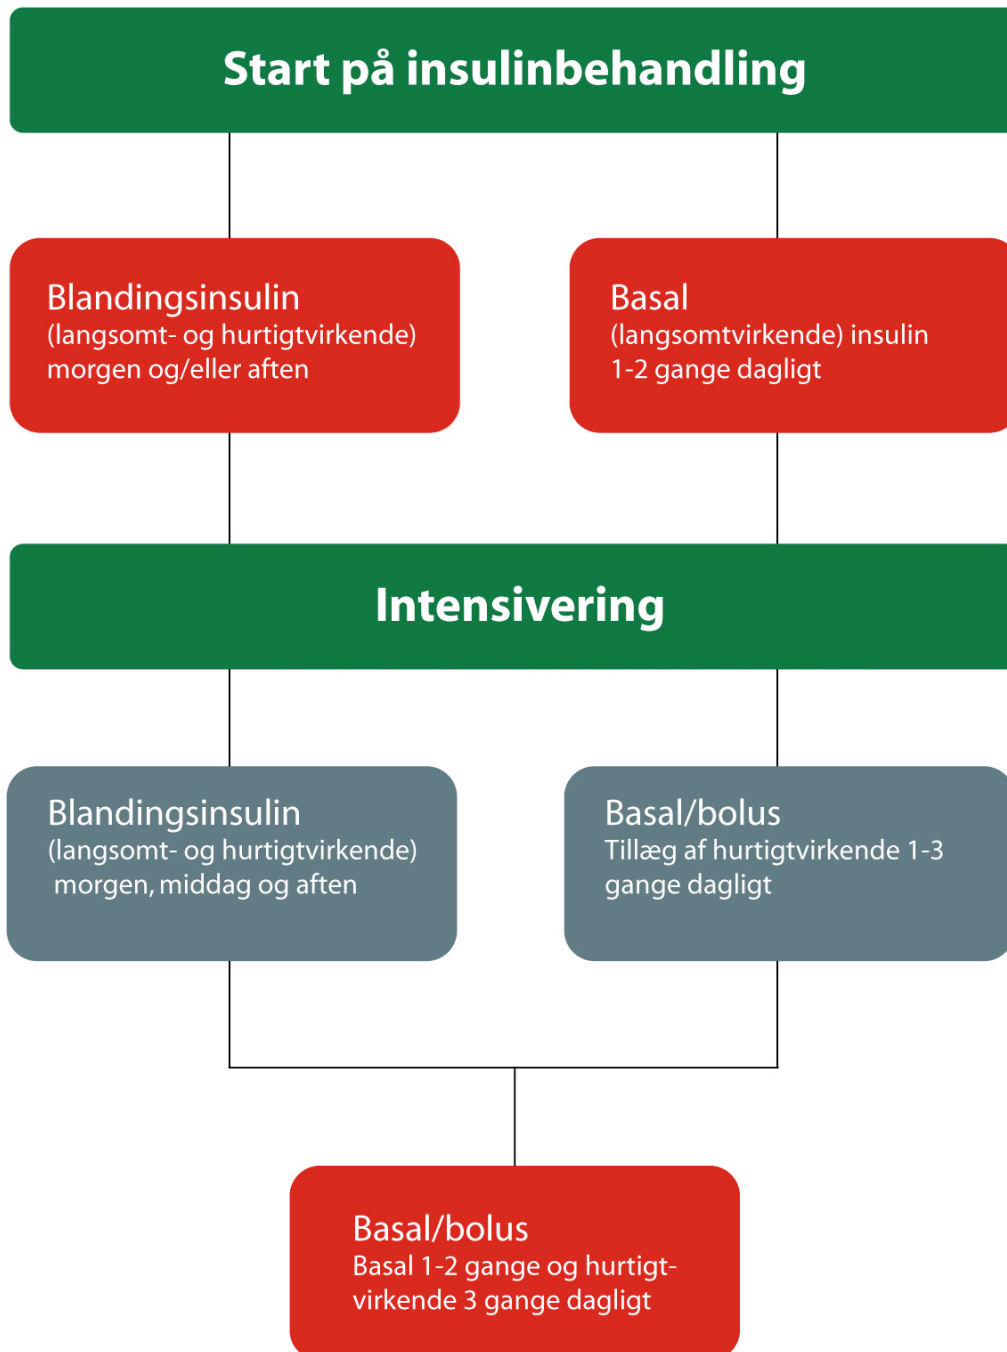 Start på insulinbehandling
Blandingsinsulin
(langsomt- og hurtigtvirkende)
morgen og/eller aften
Basal
(langsomtvirkende) insulin
1-2 gange dagligt
Intensivering
Blandingsinsulin
(langsomt- og hurtigtvirkende)
morgen, middag og aften
Basal/bolus
Tillæg af hurtigtvirkende 1-3
gange dagligt
Basal/bolus
Basal 1-2 gange og hurtigt-
virkende 3 gange dagligt